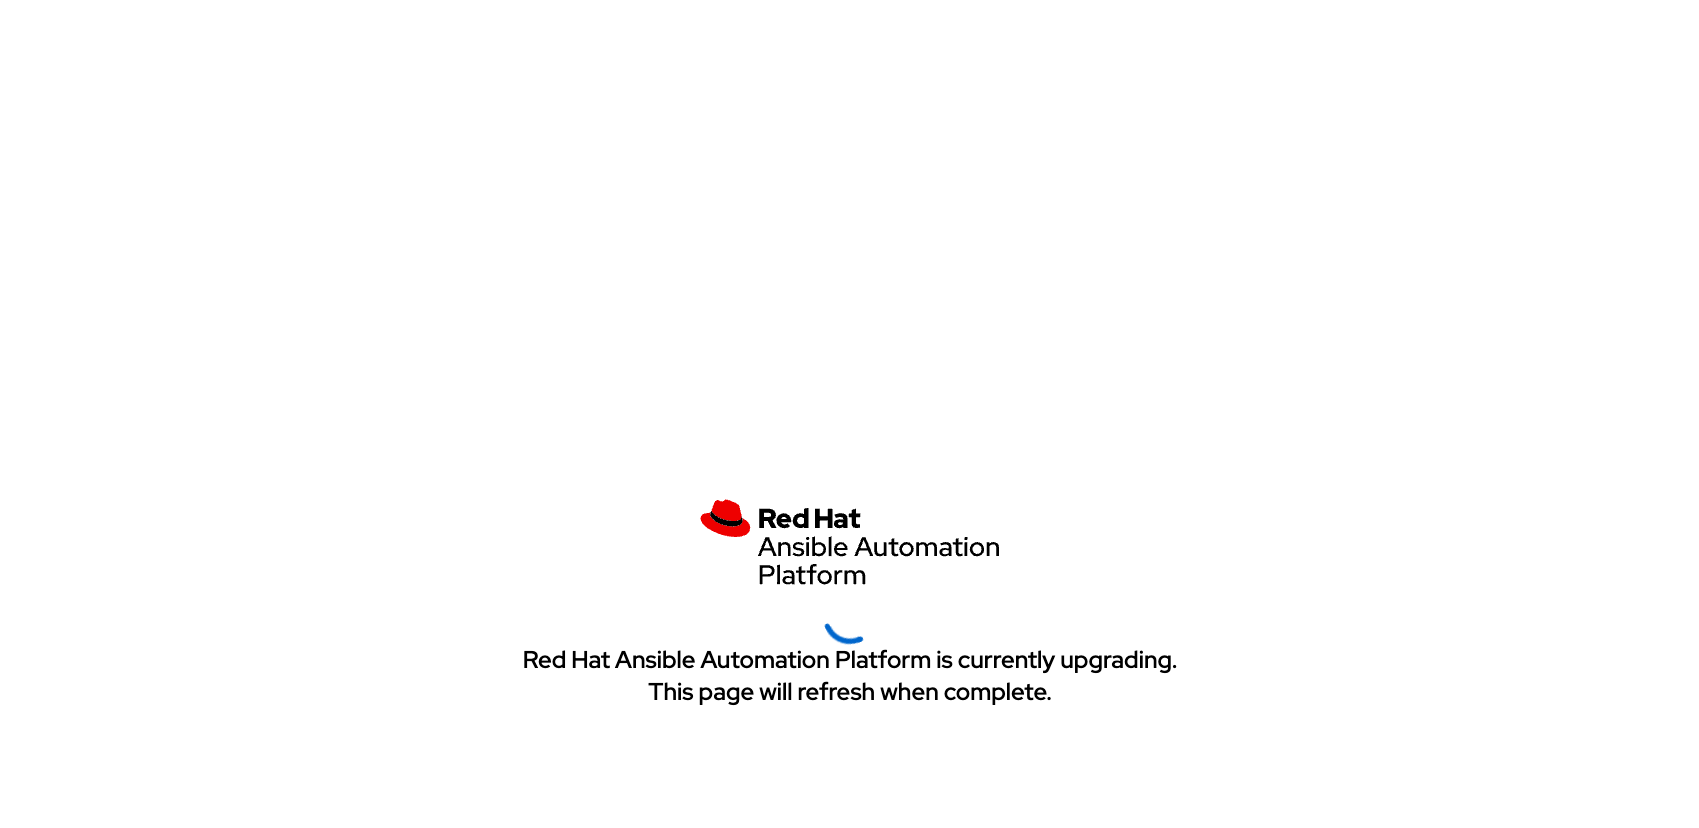 Red Hat
Ansible Automation
Platform
Red Hat Ansible Automation Platform is currently upgrading.
This page will refresh when complete.